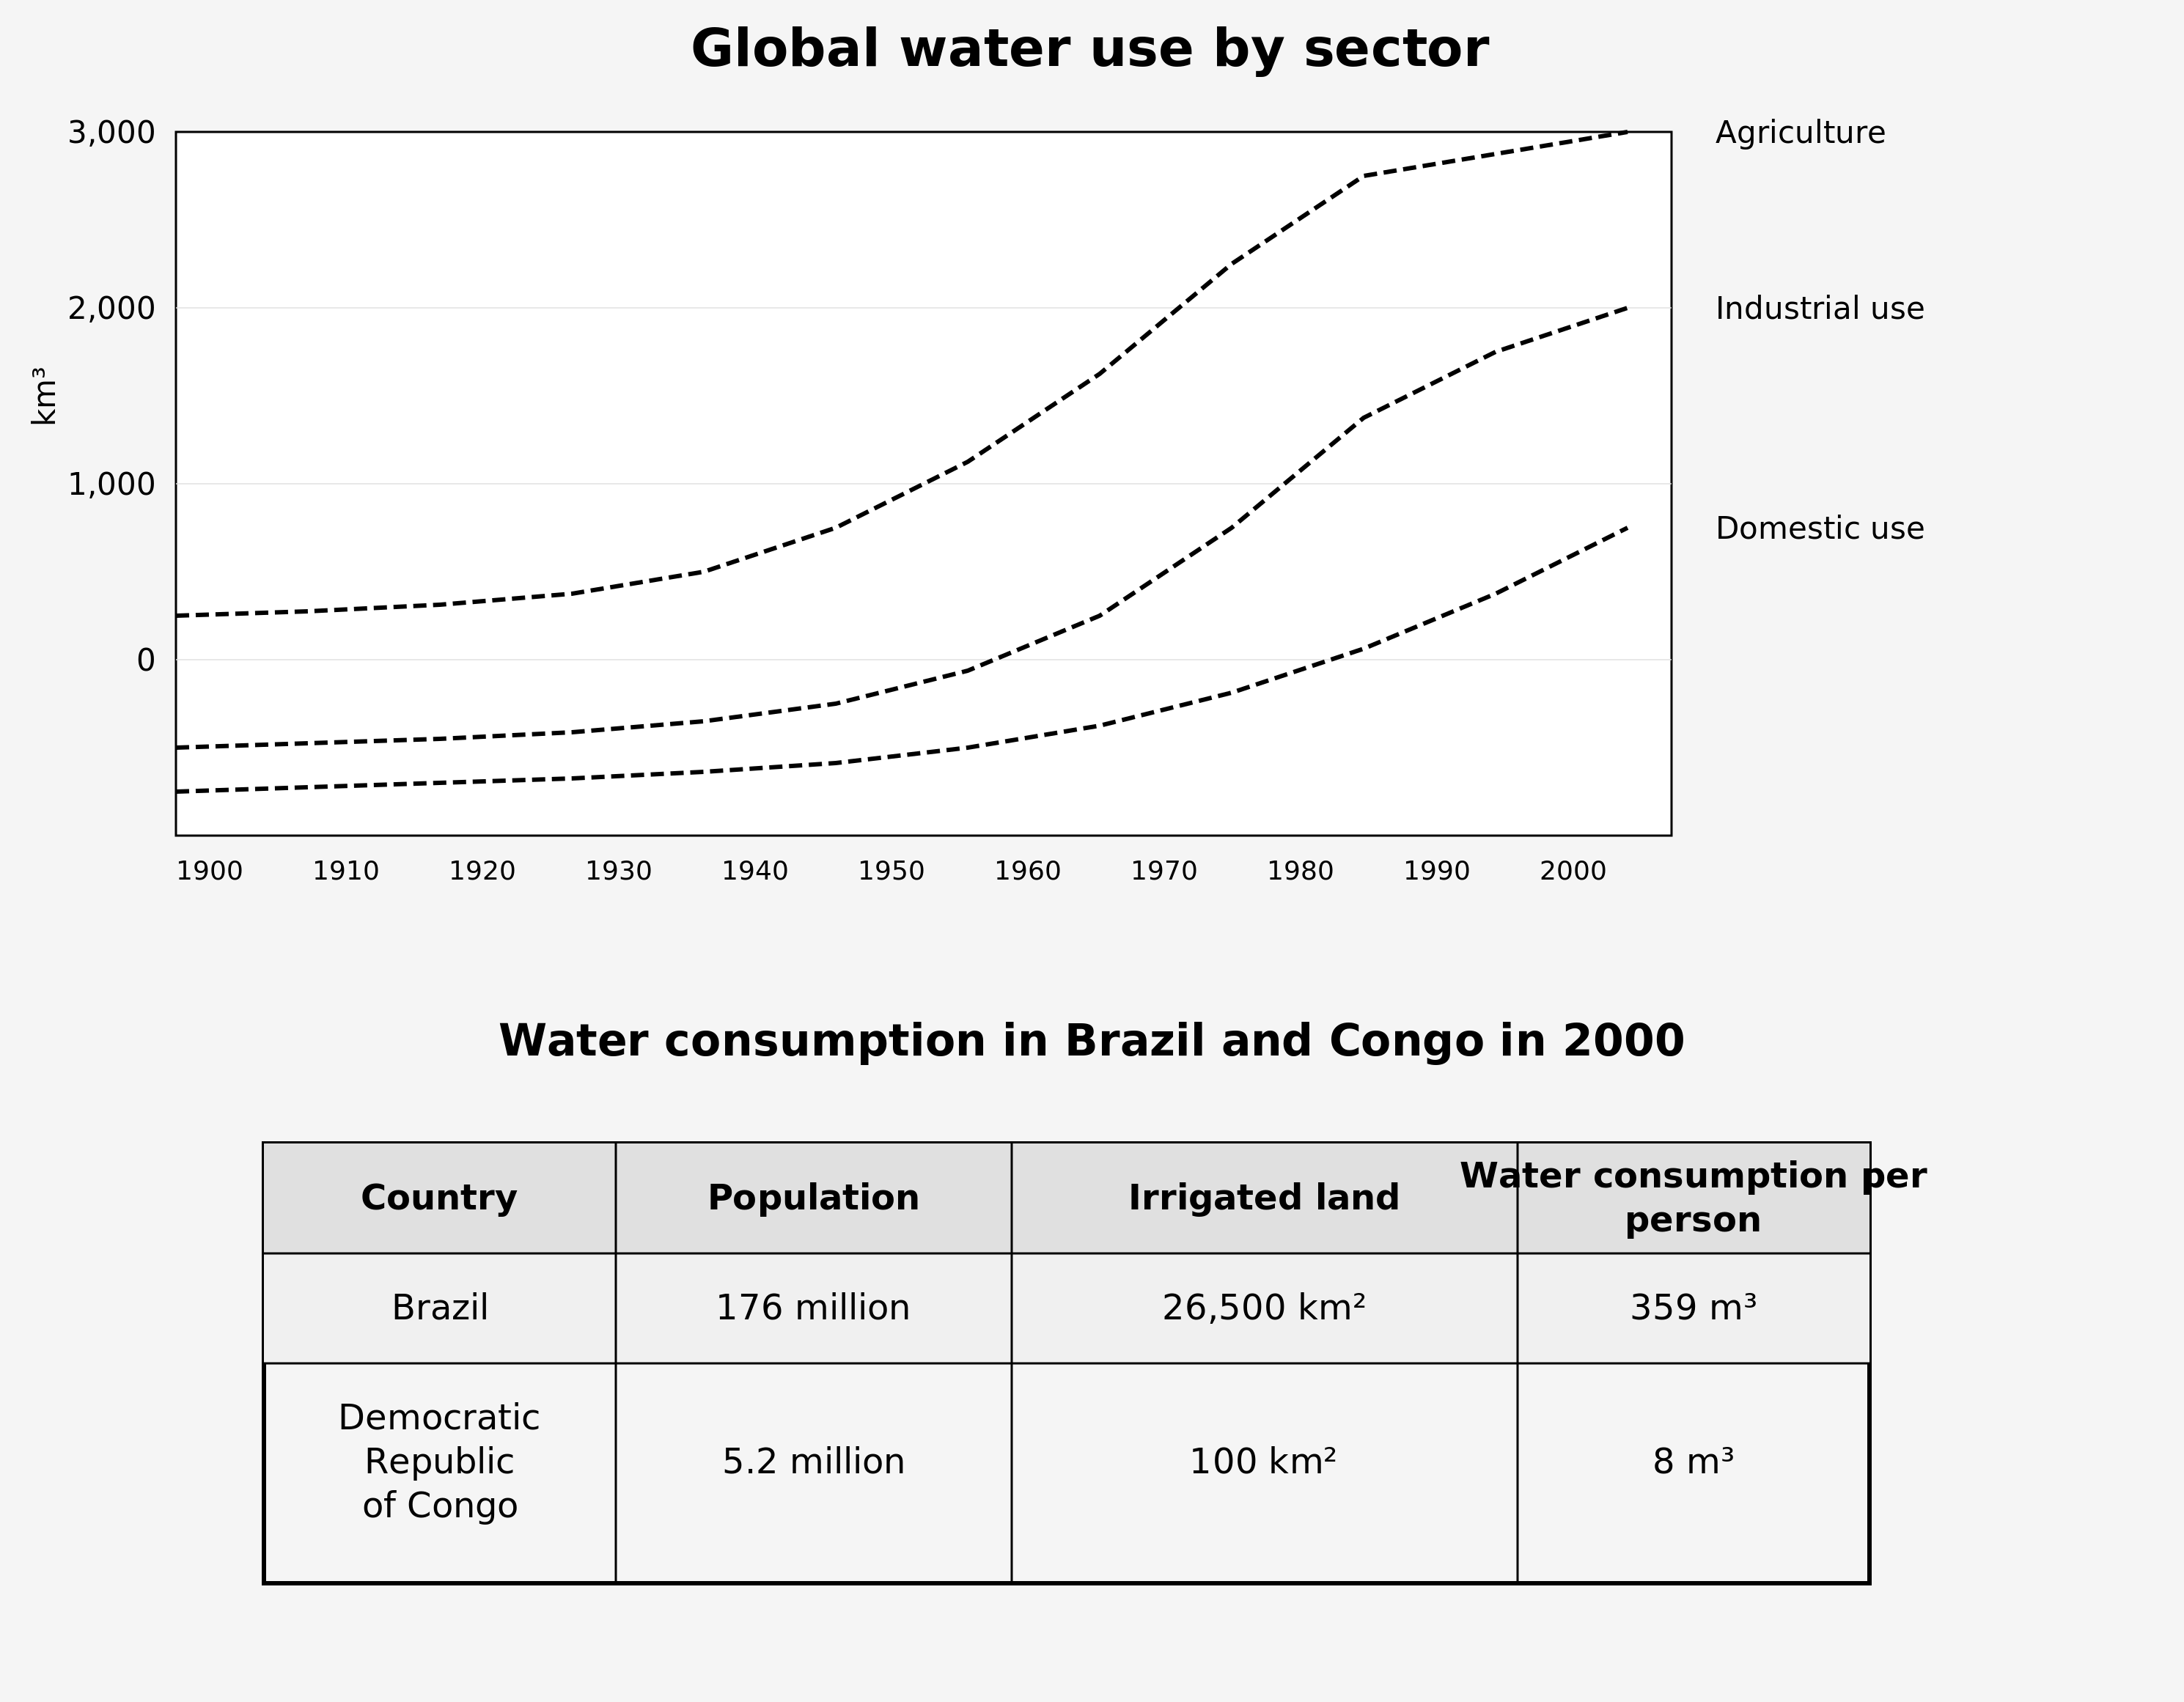 Global water use by sector
3,000
Agriculture
2,000
Industrial use
km³
1,000
Domestic use
0
1900 1910 1920 1930 1940 1950 1960 1970 1980 1990 2000
Water consumption in Brazil and Congo in 2000
Country Population Irrigated land Water consumption per
person
Brazil 176 million 26,500 km² 359 m³
Democratic
Republic 5.2 million 100 km² 8 m³
of Congo